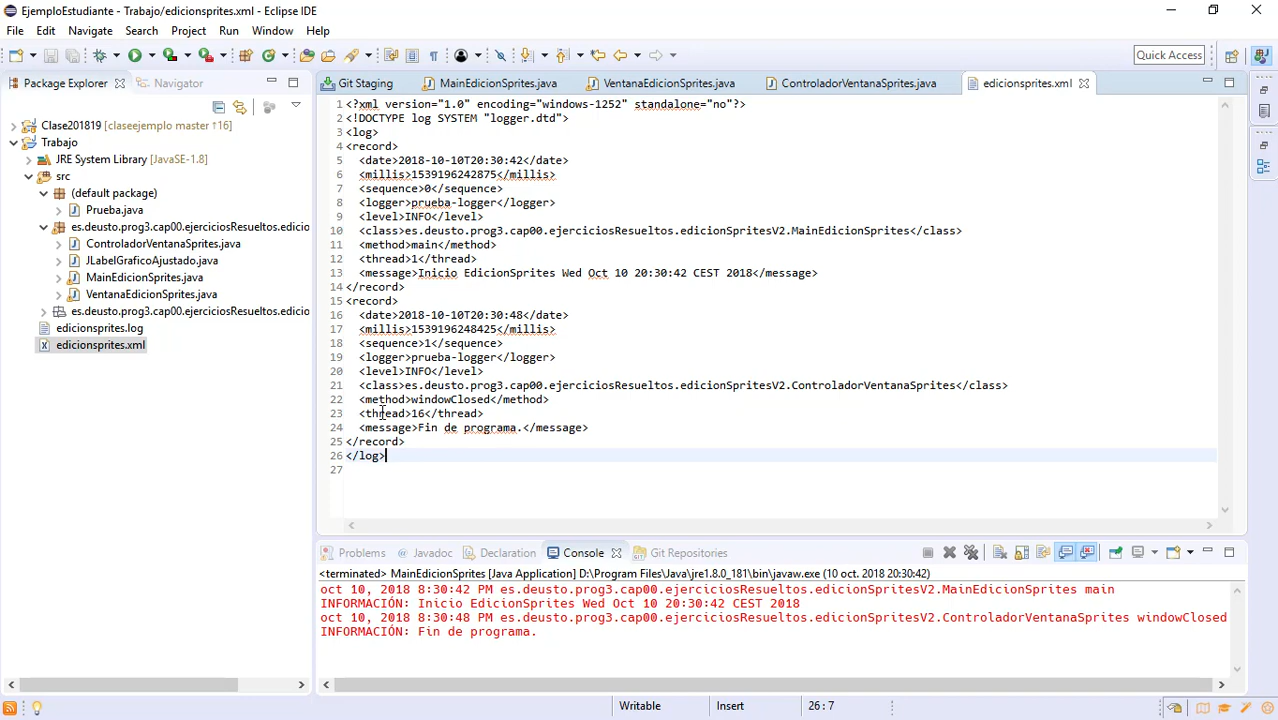 EjemploEstudiante - Trabajo/edicionsprites.xml - Eclipse IDE
File Edit Navigate Search Project Run Window Help
Quick Access
Package Explorer Navigator
Git Staging MainEdicionSprites.java VentanaEdicionSprites.java ControladorVentanaSprites.java edicionsprites.xml
Clase201819 [claseejemplo master ↑16]
Trabajo
JRE System Library [JavaSE-1.8]
src
(default package)
Prueba.java
es.deusto.prog3.cap00.ejerciciosResueltos.edicio
ControladorVentanaSprites.java
JLabelGraficoAjustado.java
MainEdicionSprites.java
VentanaEdicionSprites.java
es.deusto.prog3.cap00.ejerciciosResueltos.edicio
edicionsprites.log
edicionsprites.xml
1 <?xml version="1.0" encoding="windows-1252" standalone="no"?>
2 <!DOCTYPE log SYSTEM "logger.dtd">
3 <log>
4 <record>
5 <date>2018-10-10T20:30:42</date>
6 <millis>1539196242875</millis>
7 <sequence>0</sequence>
8 <logger>prueba-logger</logger>
9 <level>INFO</level>
10 <class>es.deusto.prog3.cap00.ejerciciosResueltos.edicionSpritesV2.MainEdicionSprites</class>
11 <method>main</method>
12 <thread>1</thread>
13 <message>Inicio EdicionSprites Wed Oct 10 20:30:42 CEST 2018</message>
14 </record>
15 <record>
16 <date>2018-10-10T20:30:48</date>
17 <millis>1539196248425</millis>
18 <sequence>1</sequence>
19 <logger>prueba-logger</logger>
20 <level>INFO</level>
21 <class>es.deusto.prog3.cap00.ejerciciosResueltos.edicionSpritesV2.ControladorVentanaSprites</class>
22 <method>windowClosed</method>
23 <thread>16</thread>
24 <message>Fin de programa.</message>
25 </record>
26 </log>
27
Problems Javadoc Declaration Console Git Repositories
<terminated> MainEdicionSprites [Java Application] D:\Program Files\Java\jre1.8.0_181\bin\javaw.exe (10 oct. 2018 20:30:42)
oct 10, 2018 8:30:42 PM es.deusto.prog3.cap00.ejerciciosResueltos.edicionSpritesV2.MainEdicionSprites main
INFORMACIÓN: Inicio EdicionSprites Wed Oct 10 20:30:42 CEST 2018
oct 10, 2018 8:30:48 PM es.deusto.prog3.cap00.ejerciciosResueltos.edicionSpritesV2.ControladorVentanaSprites windowClosed
INFORMACIÓN: Fin de programa.
Writable Insert 26 : 7